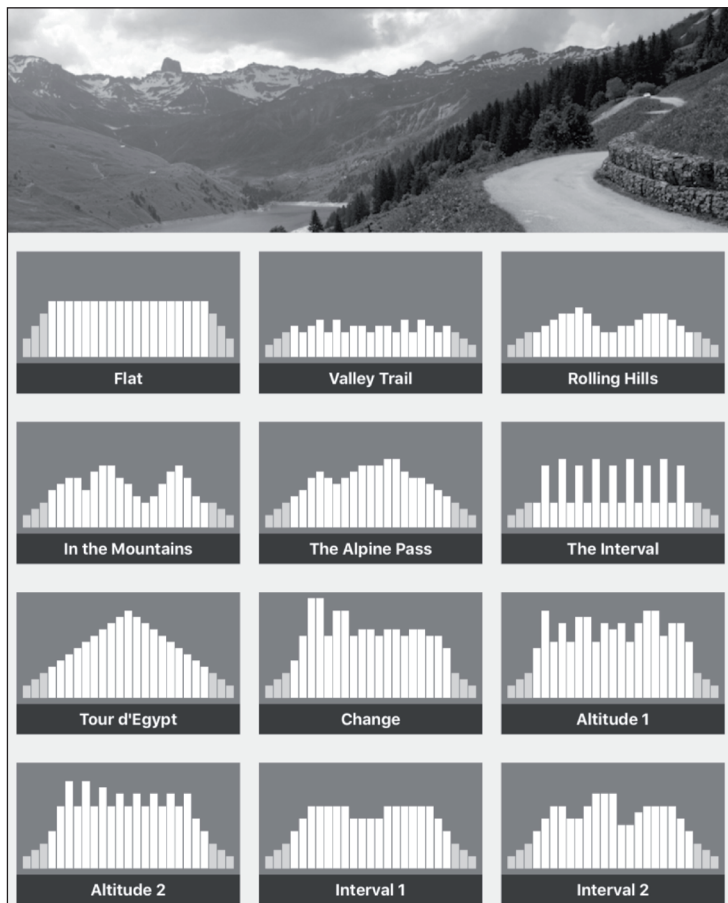 Flat
Valley Trail
Rolling Hills
In the Mountains
The Alpine Pass
The Interval
Tour d'Egypt
Change
Altitude 1
Altitude 2
Interval 1
Interval 2